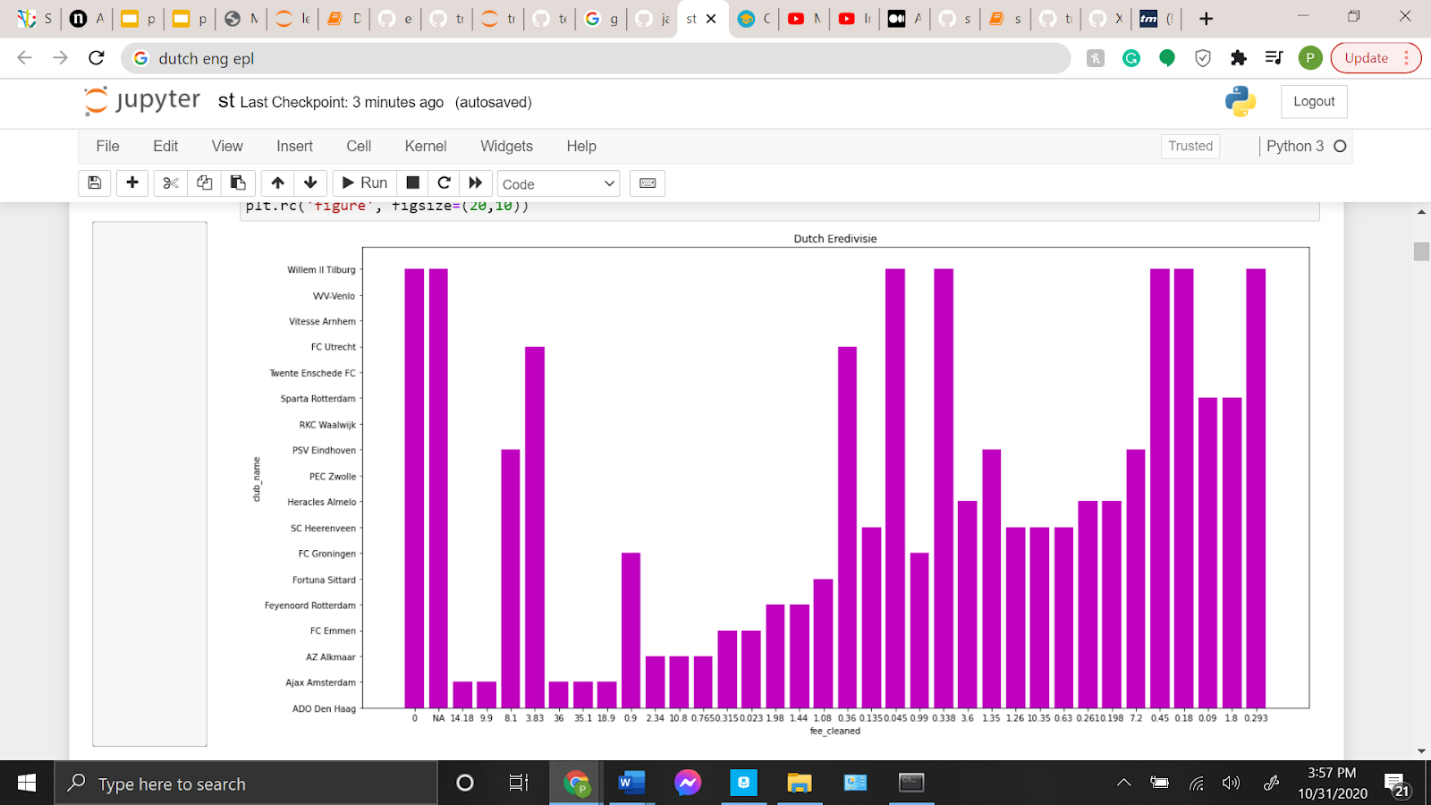 S A p p M le D e tr tr te g ja st C M In A s s tr X (
dutch eng epl
P Update
jupyter st Last Checkpoint: 3 minutes ago (autosaved)
Logout
File Edit View Insert Cell Kernel Widgets Help
Trusted Python 3
Run Code
plt.rc('figure', figsize=(20,10))
Dutch Eredivisie
Willem II Tilburg
VVV-Venlo
Vitesse Arnhem
FC Utrecht
Twente Enschede FC
Sparta Rotterdam
RKC Waalwijk
PSV Eindhoven
PEC Zwolle
Heracles Almelo
SC Heerenveen
FC Groningen
Fortuna Sittard
Feyenoord Rotterdam
FC Emmen
AZ Alkmaar
Ajax Amsterdam
ADO Den Haag
club_name
0 NA 14.18 9.9 8.1 3.83 36 35.1 18.9 0.9 2.34 10.8 0.765 0.315 0.023 1.98 1.44 1.08 0.36 0.135 0.045 0.99 0.338 3.6 1.35 1.26 10.35 0.63 0.261 0.198 7.2 0.45 0.18 0.09 1.8 0.293
fee_cleaned
Type here to search
3:57 PM
10/31/2020
21